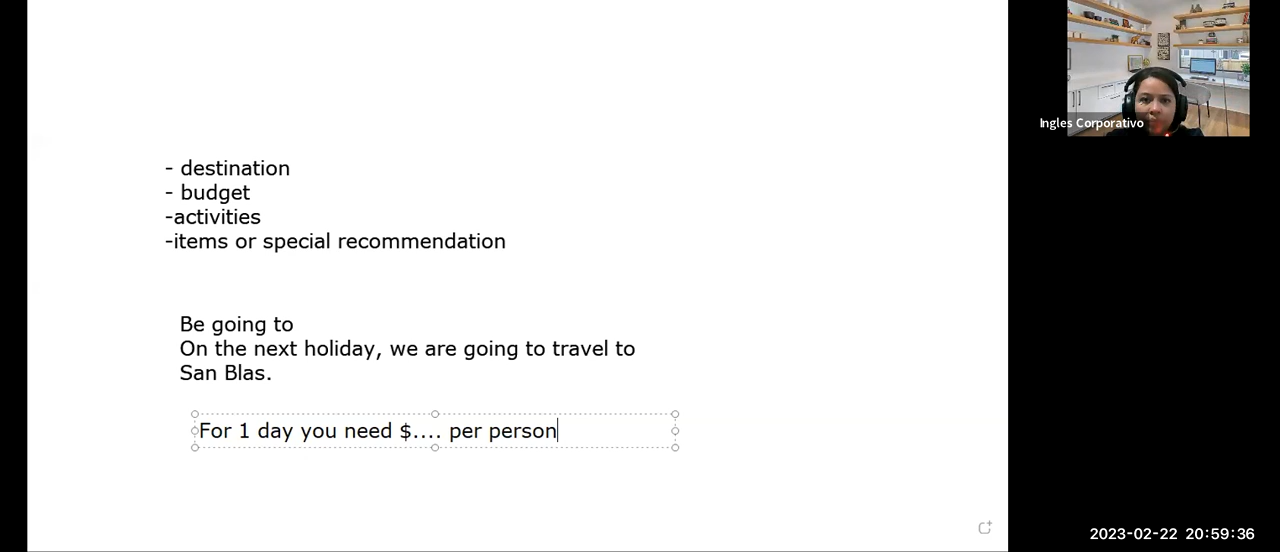 - destination
- budget
-activities
-items or special recommendation
Be going to
On the next holiday, we are going to travel to
San Blas.
For 1 day you need $.... per person
Ingles Corporativo
2023-02-22 20:59:36